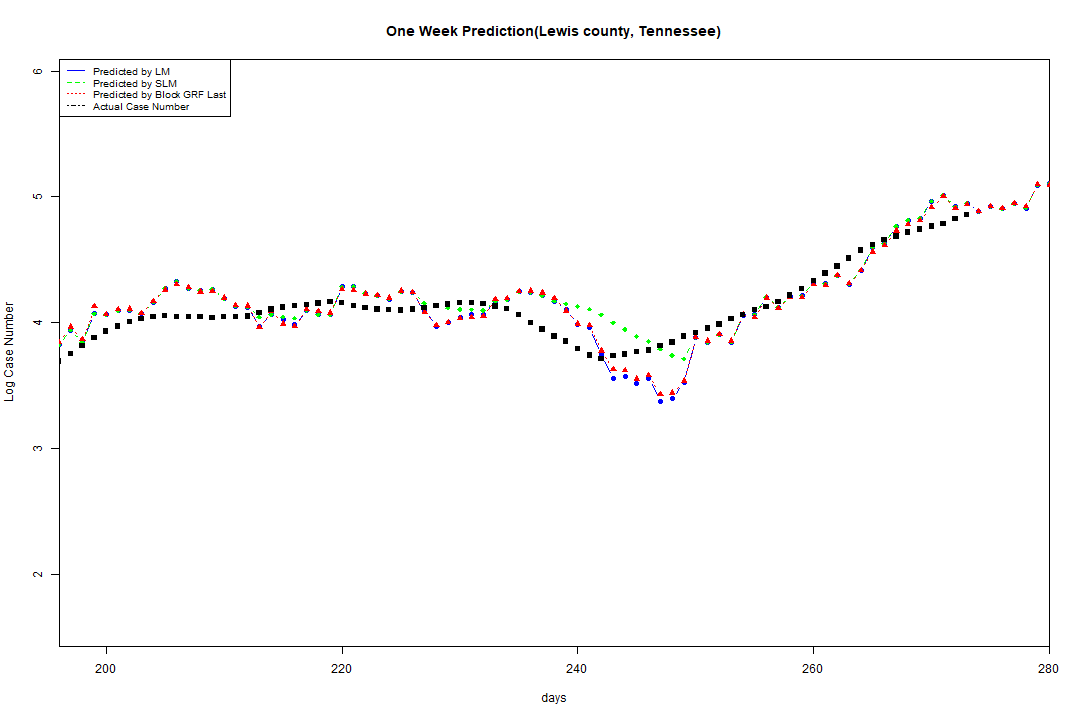 One Week Prediction(Lewis county, Tennessee)
Predicted by LM
Predicted by SLM
Predicted by Block GRF Last
Actual Case Number
6
5
4
3
2
Log Case Number
200 220 240 260 280
days